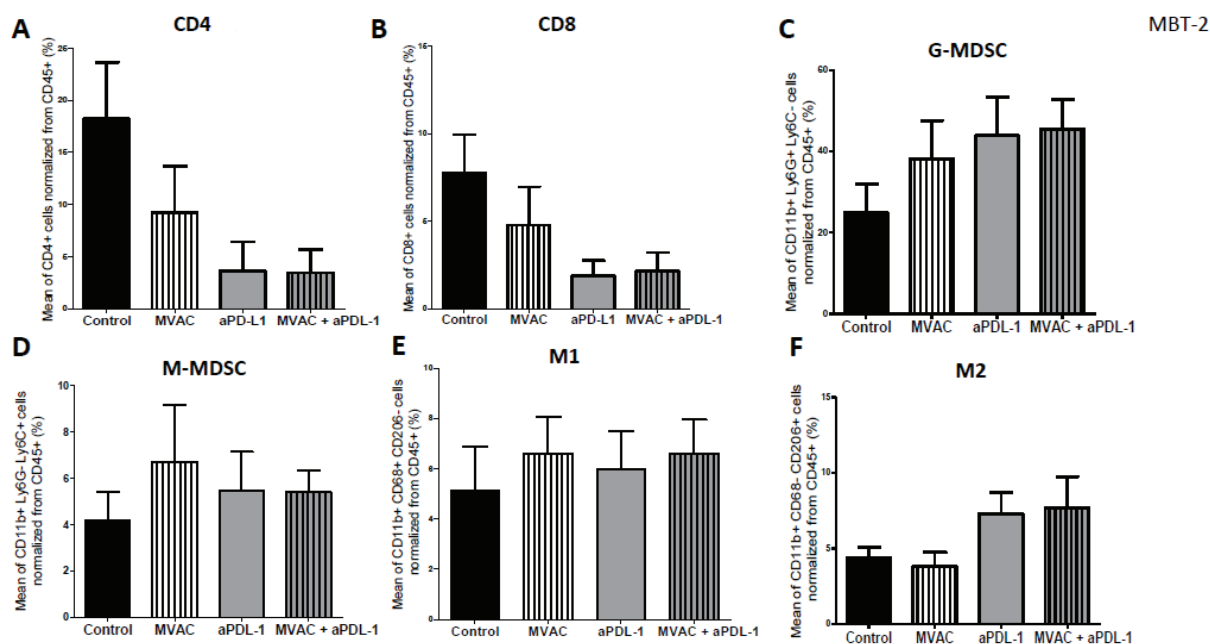 MBT-2
A
CD4
Mean of CD4+ cells normalized from CD45+ (%)
25
20
15
10
5
0
Control MVAC aPD-L1 MVAC + aPDL-1
B
CD8
Mean of CD8+ cells normalized from CD45+ (%)
15
10
5
0
Control MVAC aPD-L1 MVAC + aPDL-1
C
G-MDSC
Mean of CD11b+ Ly6G+ Ly6C- cells
normalized from CD45+ (%)
60
40
20
0
Control MVAC aPDL-1 MVAC + aPDL-1
D
M-MDSC
Mean of CD11b+ Ly6G- Ly6C+ cells
normalized from CD45+ (%)
10
8
6
4
2
0
Control MVAC aPDL-1 MVAC + aPDL-1
E
M1
Mean of CD11b+ CD68+ CD206- cells
normalized from CD45+ (%)
10
8
6
4
2
0
Control MVAC aPDL-1 MVAC + aPDL-1
F
M2
Mean of CD11b+ CD68- CD206+ cells
normalized from CD45+ (%)
15
10
5
0
Control MVAC aPDL-1 MVAC + aPDL-1